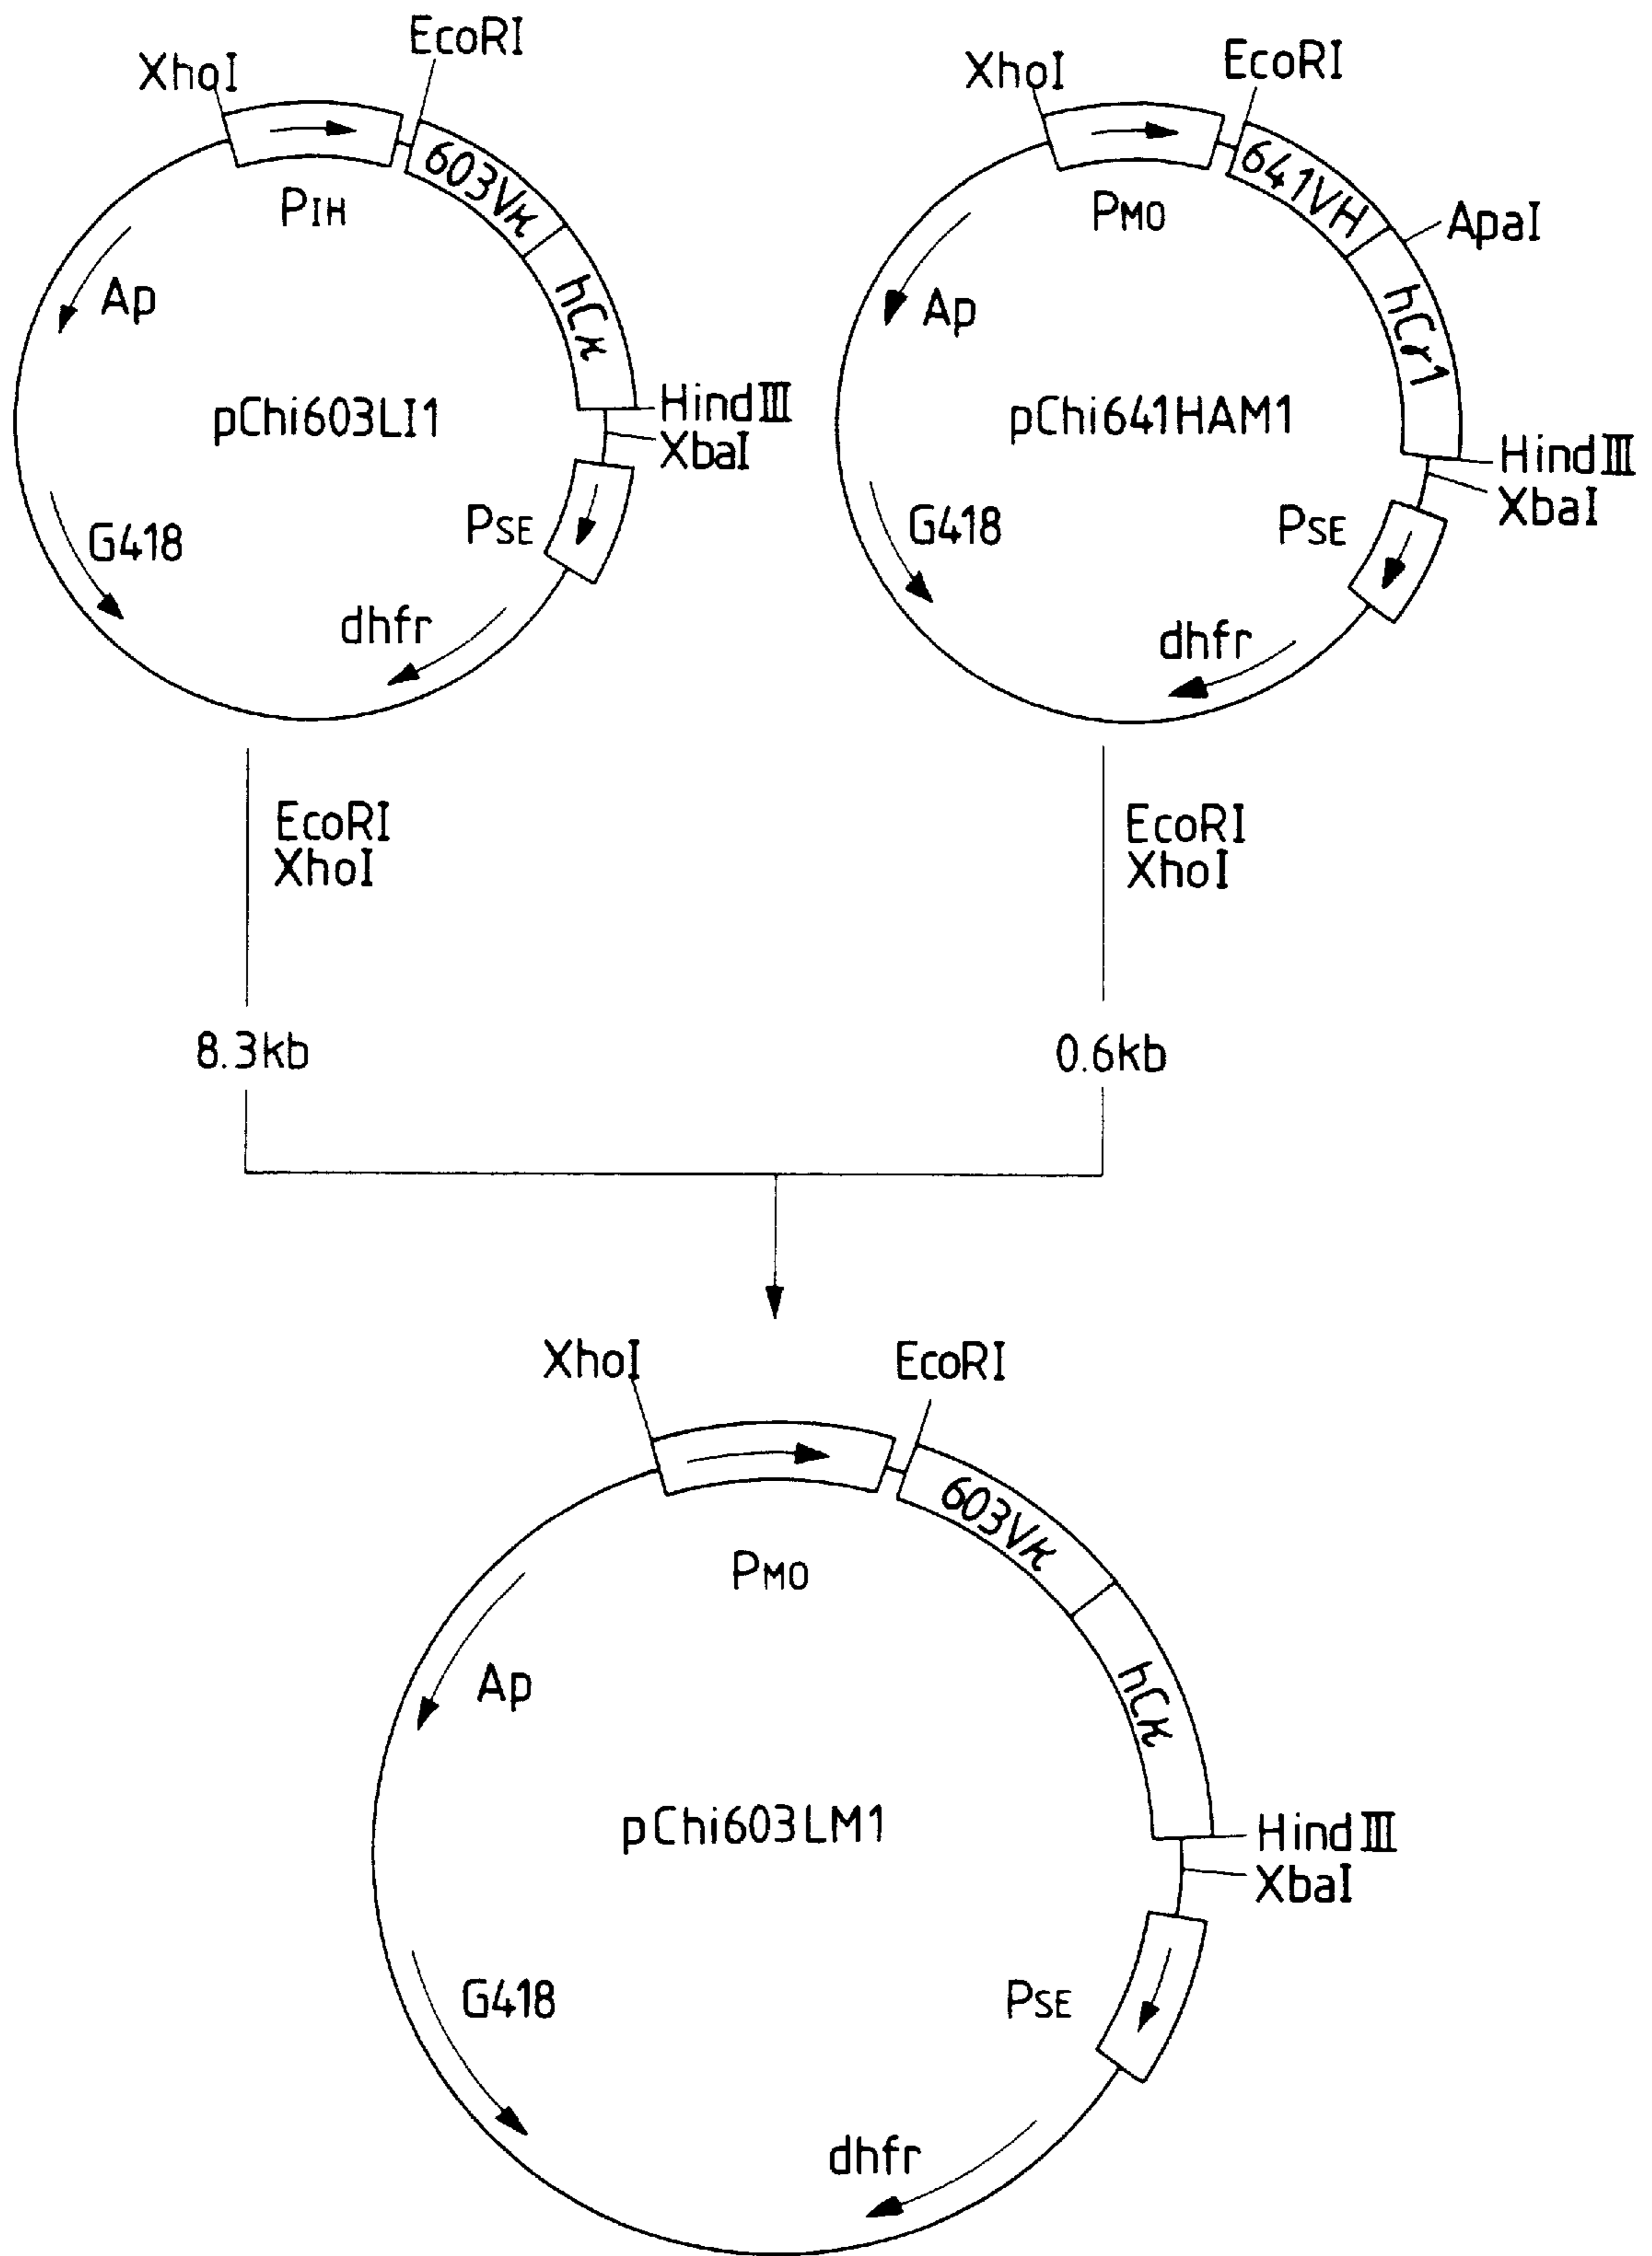 XhoI
EcoRI
603Vκ
PIH
hCκ
Ap
pChi603LI1
HindIII
XbaI
PSE
G418
dhfr
XhoI
EcoRI
641VH
ApaI
PMO
hCγ1
Ap
pChi641HAM1
HindIII
XbaI
PSE
G418
dhfr
EcoRI
XhoI
EcoRI
XhoI
8.3kb
0.6kb
XhoI
EcoRI
603Vκ
PMO
hCκ
Ap
pChi603LM1
HindIII
XbaI
PSE
G418
dhfr